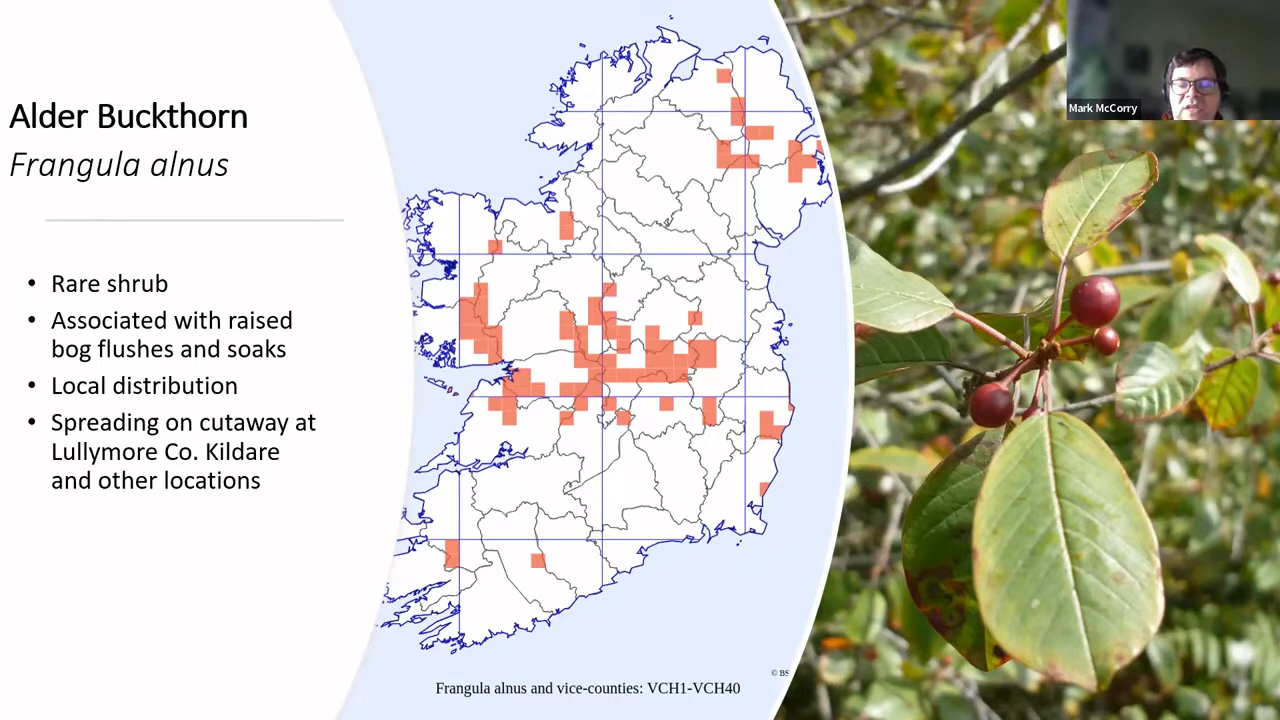 Alder Buckthorn
Frangula alnus
• Rare shrub
• Associated with raised
bog flushes and soaks
• Local distribution
• Spreading on cutaway at
Lullymore Co. Kildare
and other locations
© BS
Frangula alnus and vice-counties: VCH1-VCH40
Mark McCorry